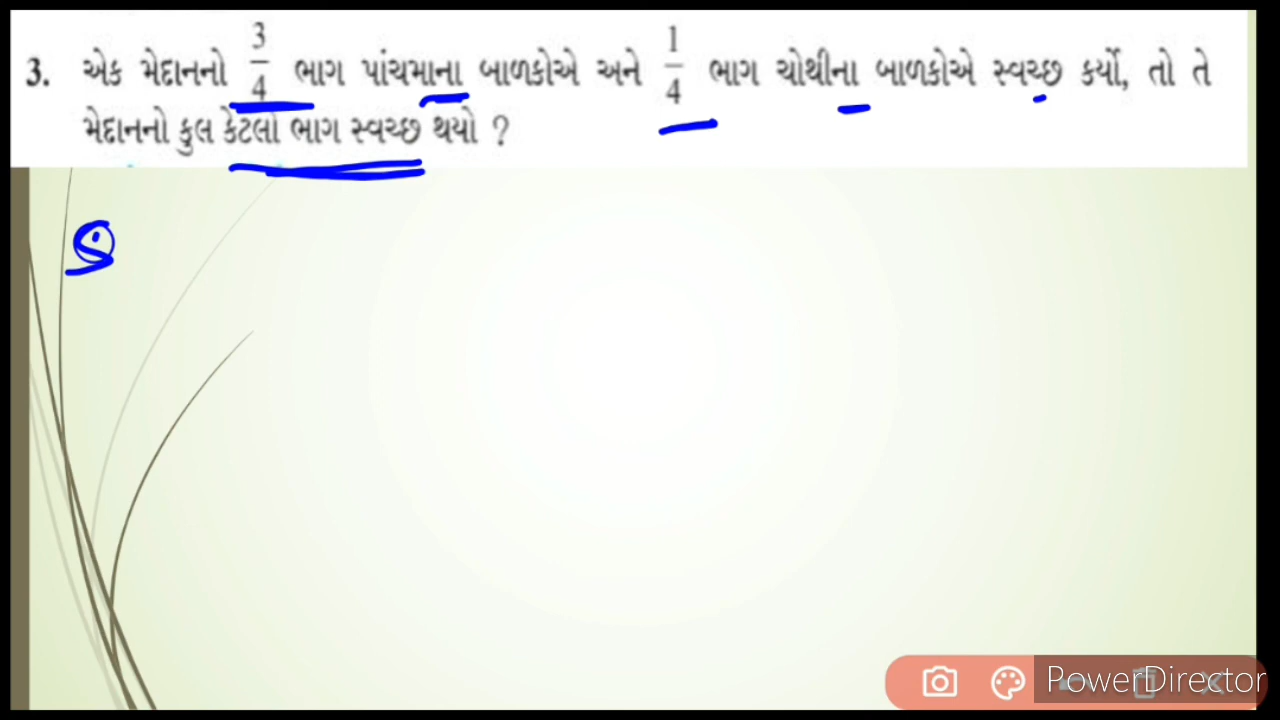 3. એક મેદાનનો 3/4 ભાગ પાંચમાના બાળકોએ અને 1/4 ભાગ ચોથીના બાળકોએ સ્વચ્છ કર્યો, તો તે
મેદાનનો કુલ કેટલો ભાગ સ્વચ્છ થયો ?
PowerDirector